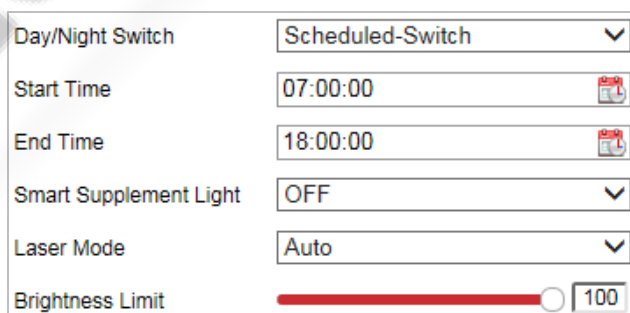 Day/Night Switch Scheduled-Switch
Start Time 07:00:00
End Time 18:00:00
Smart Supplement Light OFF
Laser Mode Auto
Brightness Limit 100